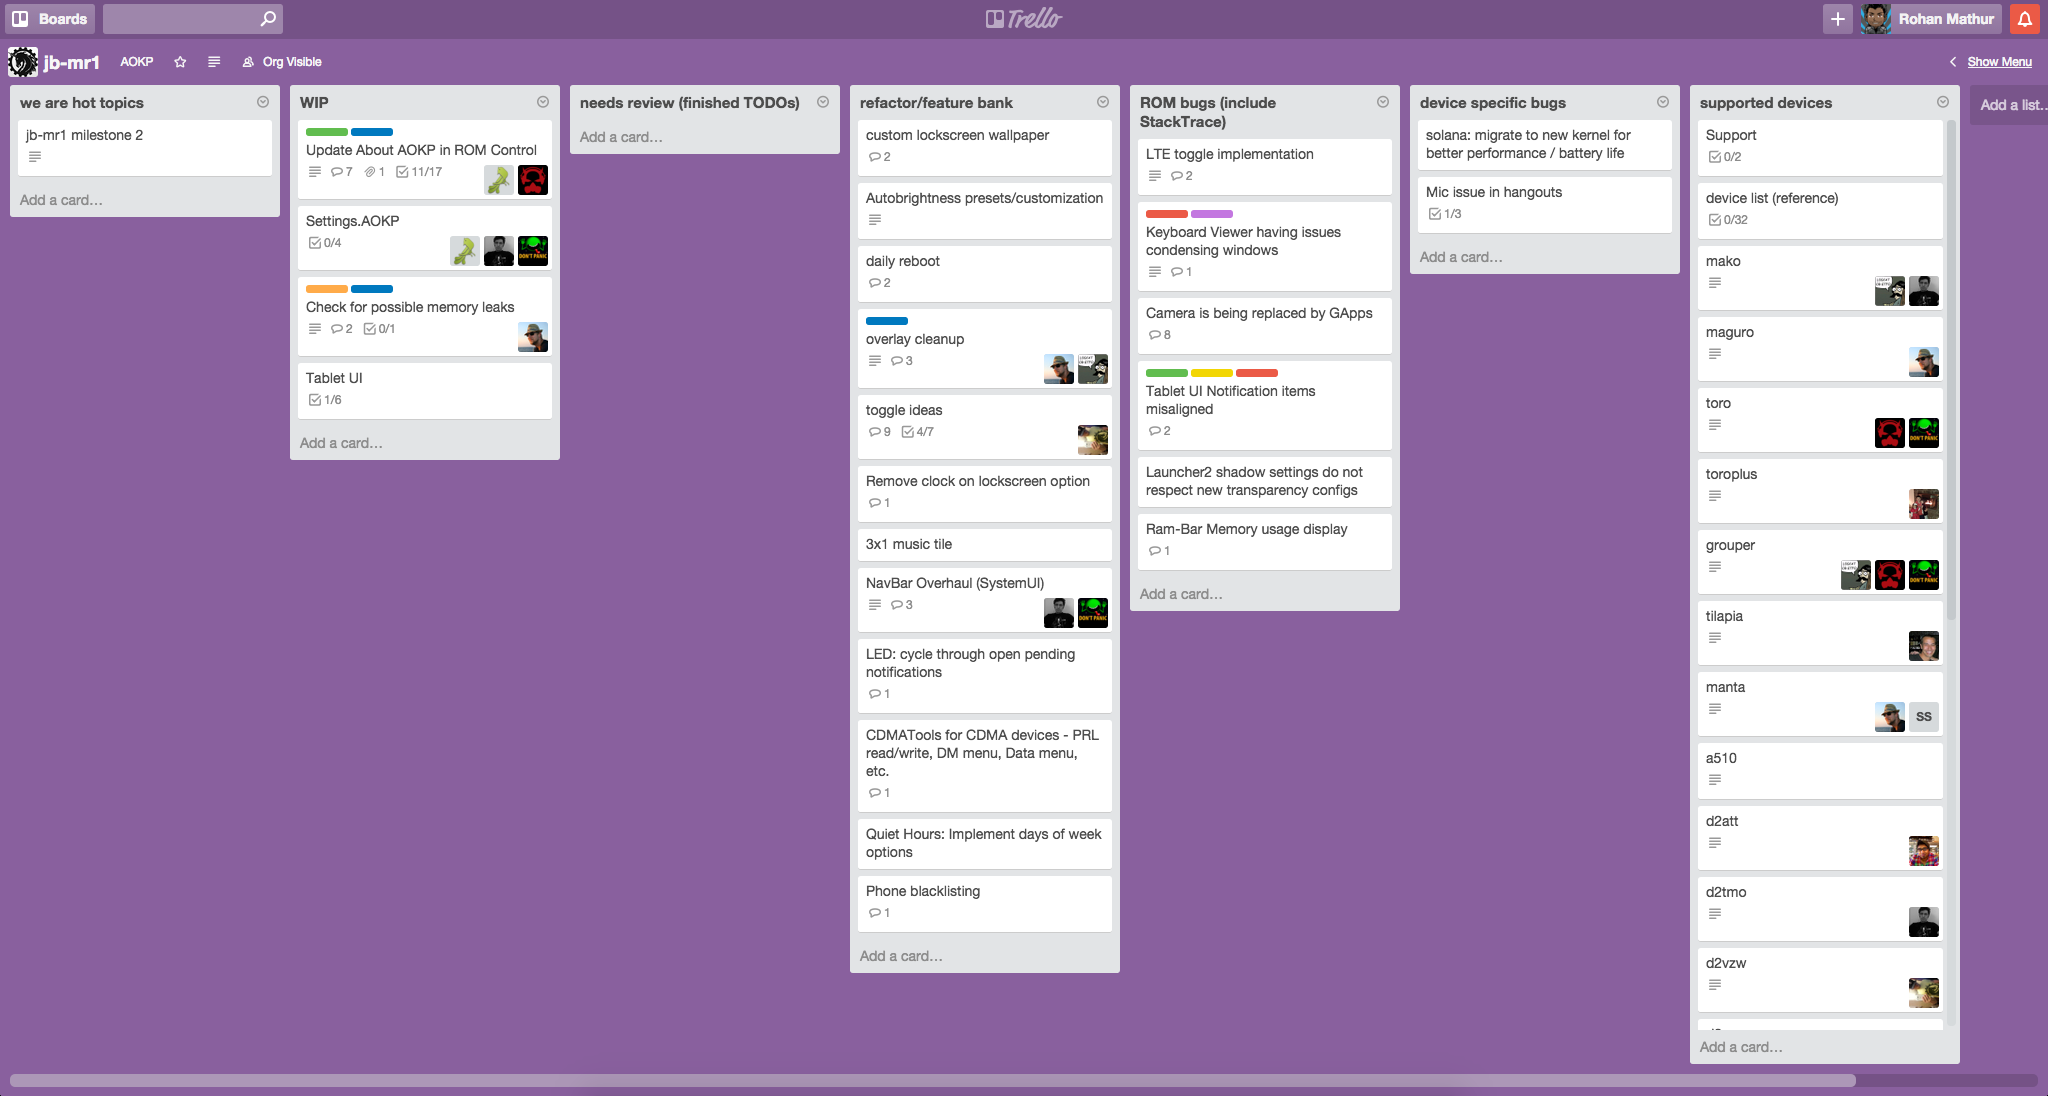 Boards
Trello
Rohan Mathur
jb-mr1
AOKP
Org Visible
Show Menu
we are hot topics
jb-mr1 milestone 2
Add a card...
WIP
Update About AOKP in ROM Control
7 1 11/17
Settings.AOKP
0/4
DON'T PANIC
Check for possible memory leaks
2 0/1
Tablet UI
1/6
Add a card...
needs review (finished TODOs)
Add a card...
refactor/feature bank
custom lockscreen wallpaper
2
Autobrightness presets/customization
daily reboot
2
overlay cleanup
3
toggle ideas
9 4/7
Remove clock on lockscreen option
1
3x1 music tile
NavBar Overhaul (SystemUI)
3
DON'T PANIC
LED: cycle through open pending
notifications
1
CDMATools for CDMA devices - PRL
read/write, DM menu, Data menu,
etc.
1
Quiet Hours: Implement days of week
options
Phone blacklisting
1
Add a card...
ROM bugs (include
StackTrace)
LTE toggle implementation
2
Keyboard Viewer having issues
condensing windows
1
Camera is being replaced by GApps
8
Tablet UI Notification items
misaligned
2
Launcher2 shadow settings do not
respect new transparency configs
Ram-Bar Memory usage display
1
Add a card...
device specific bugs
solana: migrate to new kernel for
better performance / battery life
Mic issue in hangouts
1/3
Add a card...
supported devices
Support
0/2
device list (reference)
0/32
mako
maguro
toro
DON'T PANIC
toroplus
grouper
DON'T PANIC
tilapia
manta
SS
a510
d2att
d2tmo
d2vzw
Add a card...
Add a list...